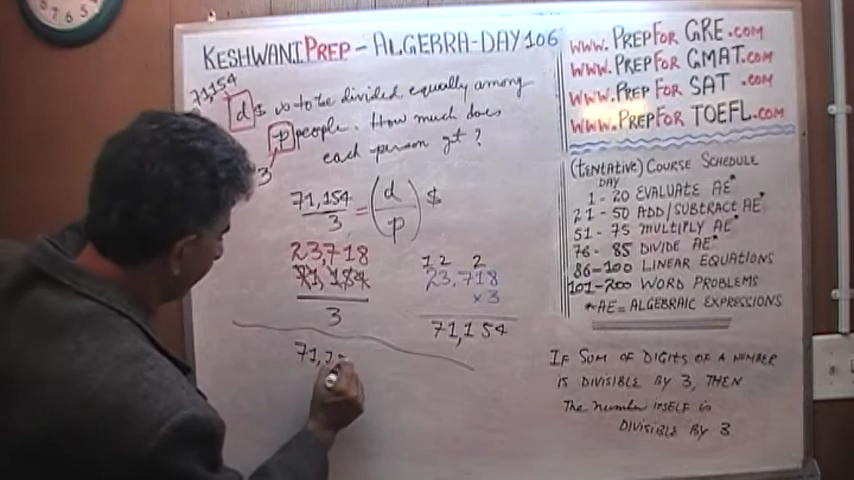 KESHWANI PREP - ALGEBRA - DAY 106
71,154
d $ is to be divided equally among
p people. How much does
each person get ?
3
71,154
3
= ( d
p ) $
23,718
3
1 2 2
23,718
x 3
71,154
71,15
www. PREPFOR GRE .COM
www. PREPFOR GMAT.COM
www. PREPFOR SAT .COM
www. PREPFOR TOEFL.COM
(TENTATIVE) COURSE SCHEDULE
DAY
1 - 20 EVALUATE AE*
21 - 50 ADD/SUBTRACT AE*
51 - 75 MULTIPLY AE*
76 - 85 DIVIDE AE*
86-100 LINEAR EQUATIONS
101-200 WORD PROBLEMS
*AE = ALGEBRAIC EXPRESSIONS
IF SUM OF DIGITS OF A NUMBER
IS DIVISIBLE BY 3, THEN
The number ITSELF is
DIVISIBLE BY 3.